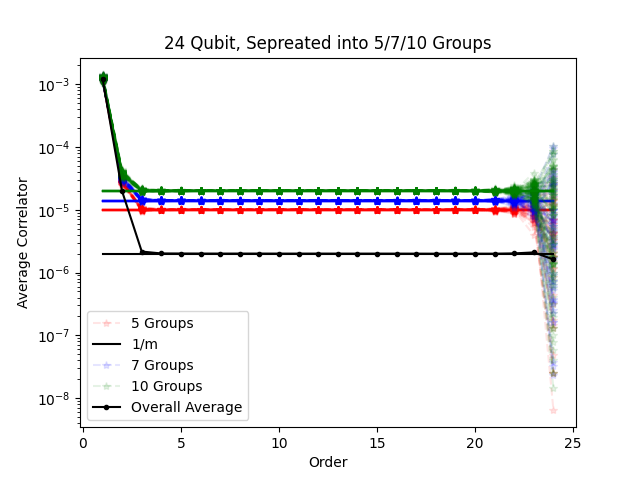 24 Qubit, Sepreated into 5/7/10 Groups
Average Correlator
10⁻³
10⁻⁴
10⁻⁵
10⁻⁶
10⁻⁷
10⁻⁸
5 Groups
1/m
7 Groups
10 Groups
Overall Average
0 5 10 15 20 25
Order